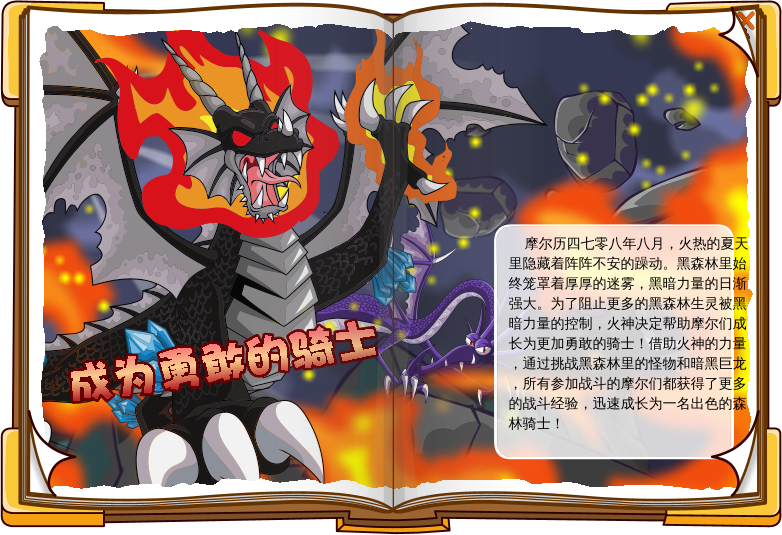 成为勇敢的骑士
摩尔历四七零八年八月，火热的夏天
里隐藏着阵阵不安的躁动。黑森林里始
终笼罩着厚厚的迷雾，黑暗力量的日渐
强大。为了阻止更多的黑森林生灵被黑
暗力量的控制，火神决定帮助摩尔们成
长为更加勇敢的骑士！借助火神的力量
，通过挑战黑森林里的怪物和暗黑巨龙
，所有参加战斗的摩尔们都获得了更多
的战斗经验，迅速成长为一名出色的森
林骑士！